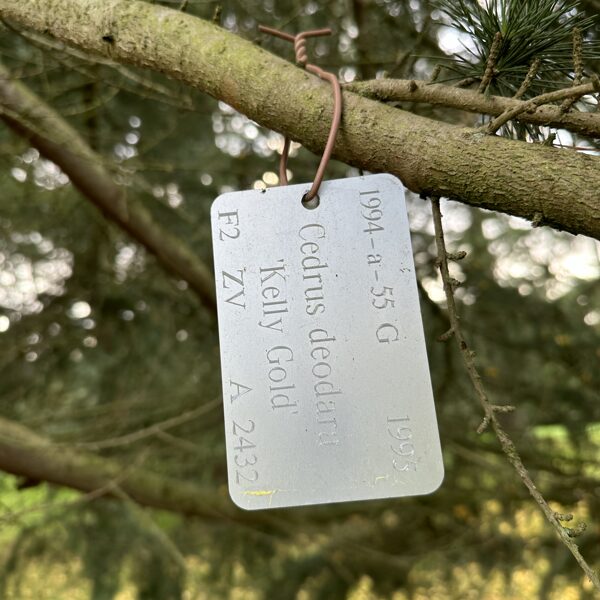 1994-a-55 G 1995
Cedrus deodara
'Kelly Gold'
F2 ZV A 2432